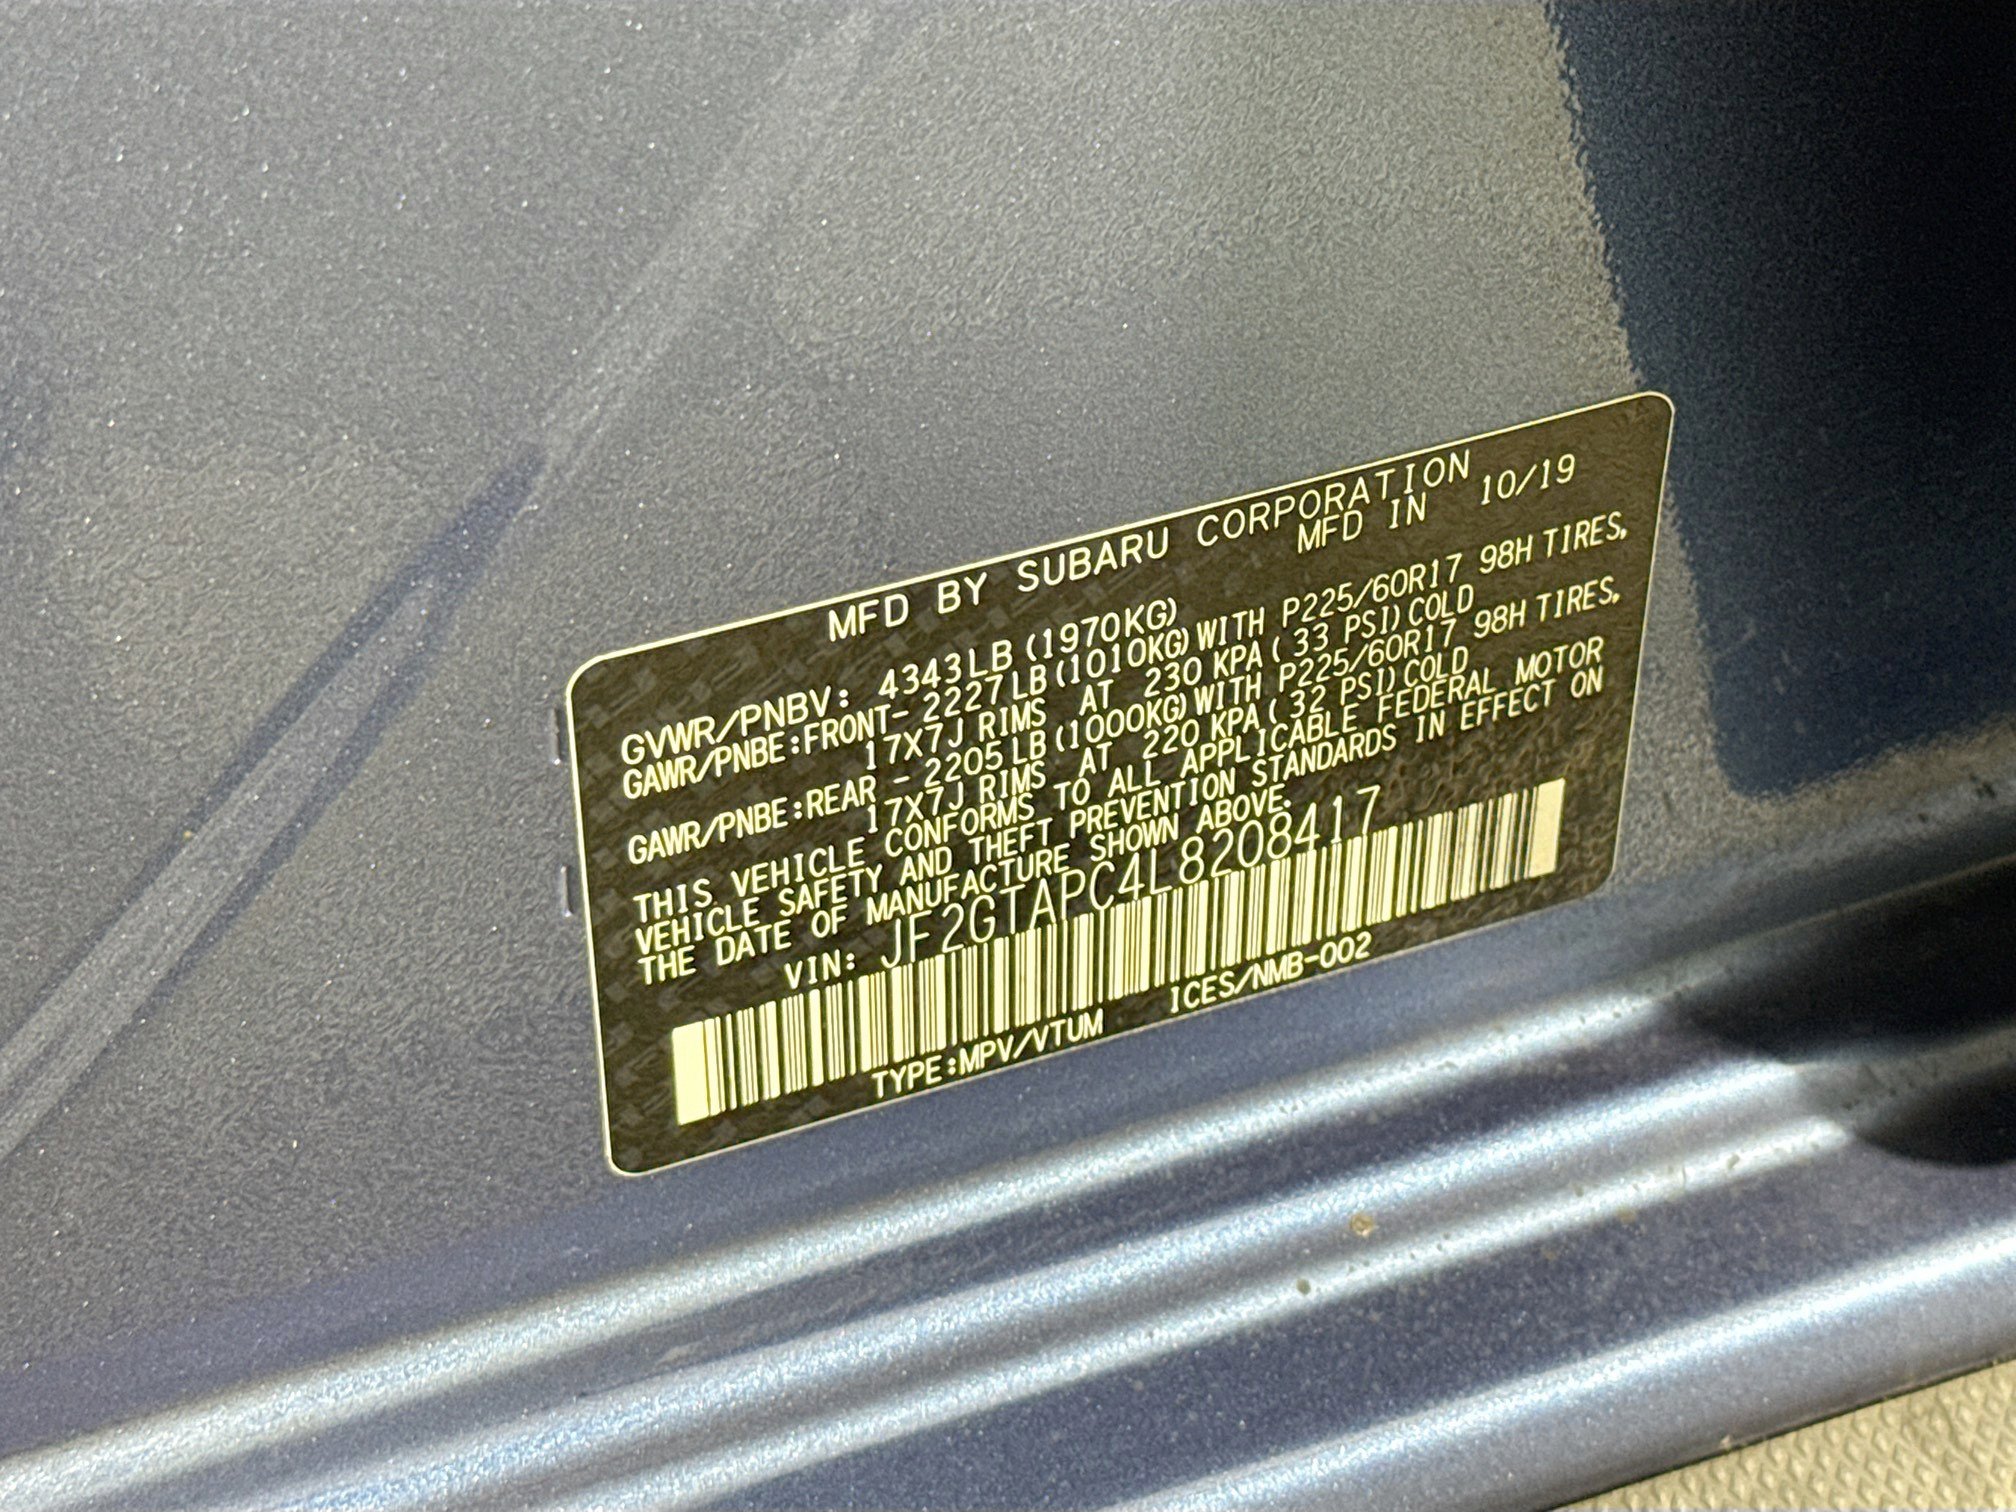 MFD BY SUBARU CORPORATION
MFD IN 10/19
GVWR/PNBV: 4343LB(1970KG)
GAWR/PNBE:FRONT-2227LB(1010KG)WITH P225/60R17 98H TIRES,
17X7J RIMS AT 230 KPA(33 PSI)COLD
GAWR/PNBE:REAR -2205LB(1000KG)WITH P225/60R17 98H TIRES,
17X7J RIMS AT 220 KPA(32 PSI)COLD
THIS VEHICLE CONFORMS TO ALL APPLICABLE FEDERAL MOTOR
VEHICLE SAFETY AND THEFT PREVENTION STANDARDS IN EFFECT ON
THE DATE OF MANUFACTURE SHOWN ABOVE.
VIN: JF2GTAPC4L8208417
TYPE:MPV/VTUM ICES/NMB-002